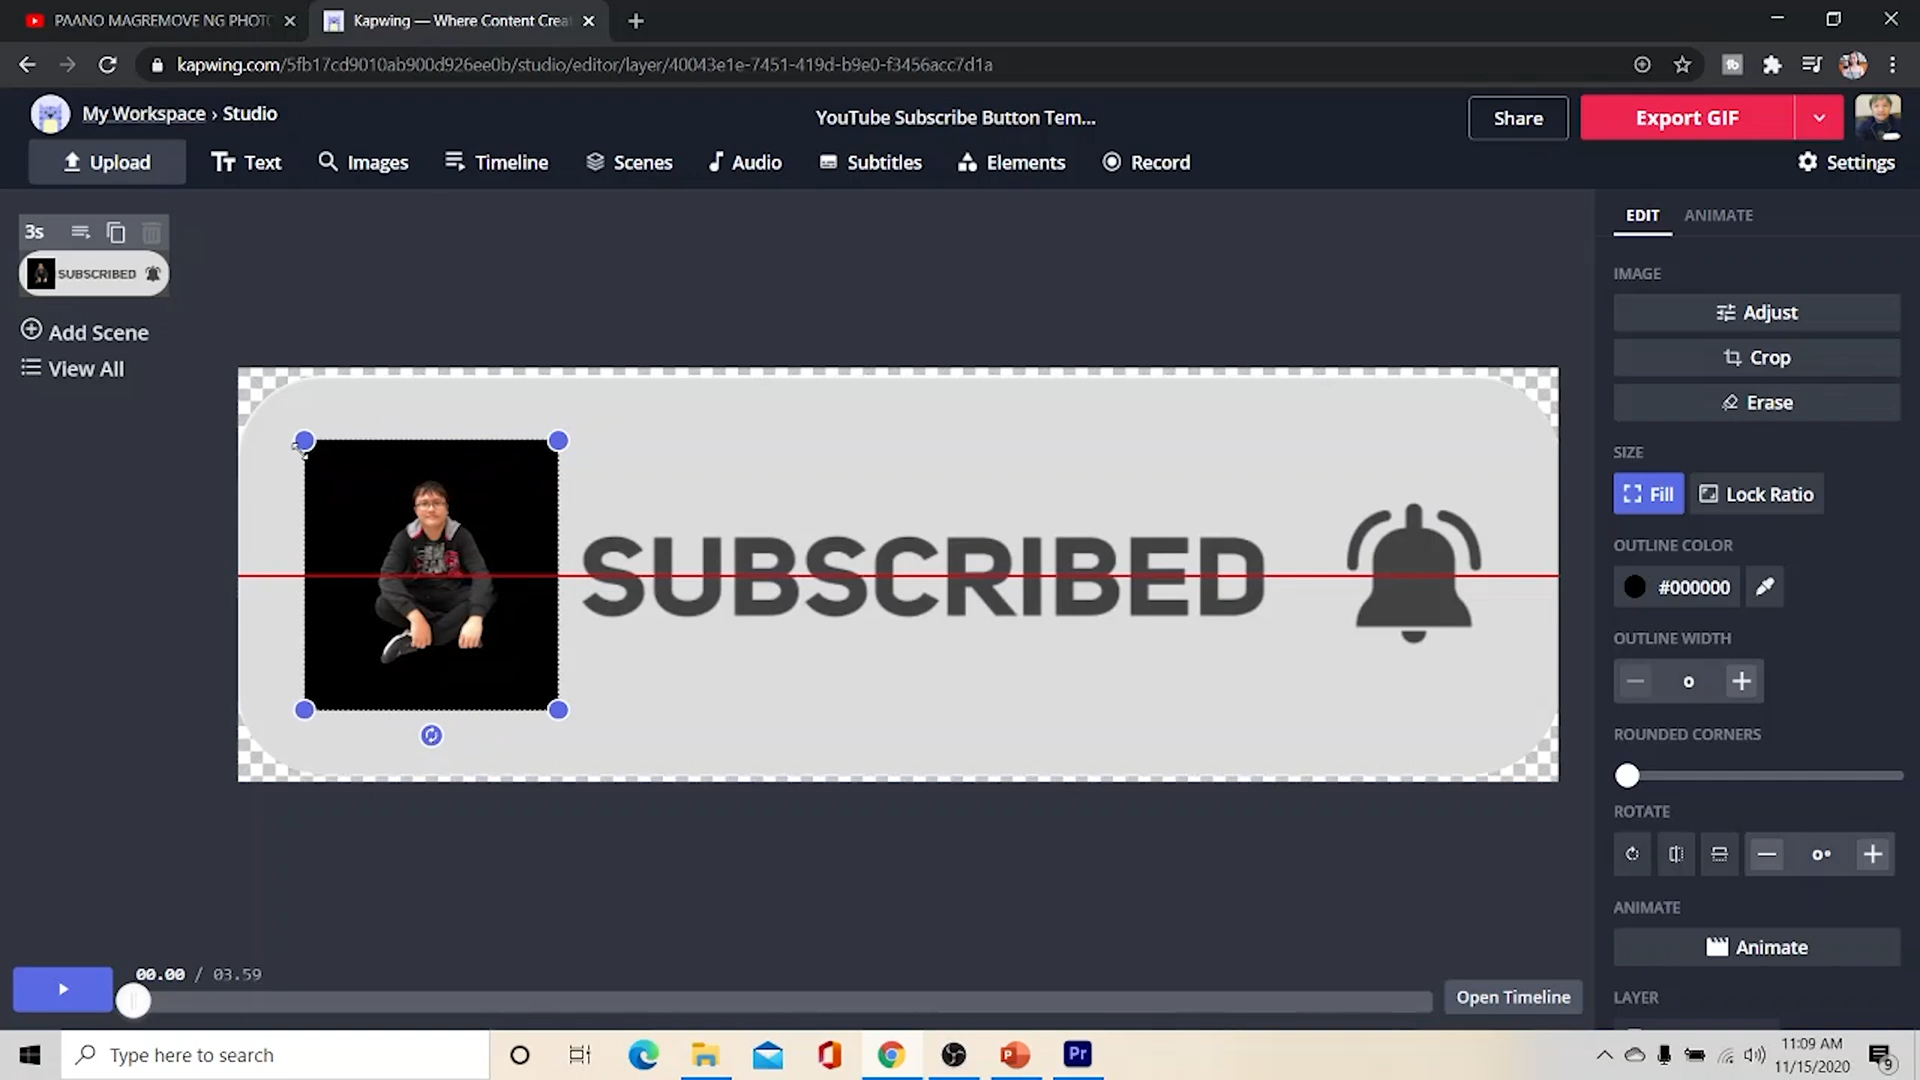 PAANO MAGREMOVE NG PHOTO
Kapwing — Where Content Crea
kapwing.com/5fb17cd9010ab900d926ee0b/studio/editor/layer/40043e1e-7451-419d-b9e0-f3456acc7d1a
My Workspace › Studio
YouTube Subscribe Button Tem...
Share
Export GIF
Upload
Text
Images
Timeline
Scenes
Audio
Subtitles
Elements
Record
Settings
3s
SUBSCRIBED
Add Scene
View All
SUBSCRIBED
EDIT
ANIMATE
IMAGE
Adjust
Crop
Erase
SIZE
Fill
Lock Ratio
OUTLINE COLOR
#000000
OUTLINE WIDTH
0
ROUNDED CORNERS
ROTATE
0°
ANIMATE
Animate
LAYER
00.00 / 03.59
Open Timeline
Type here to search
Pr
11:09 AM
11/15/2020
9